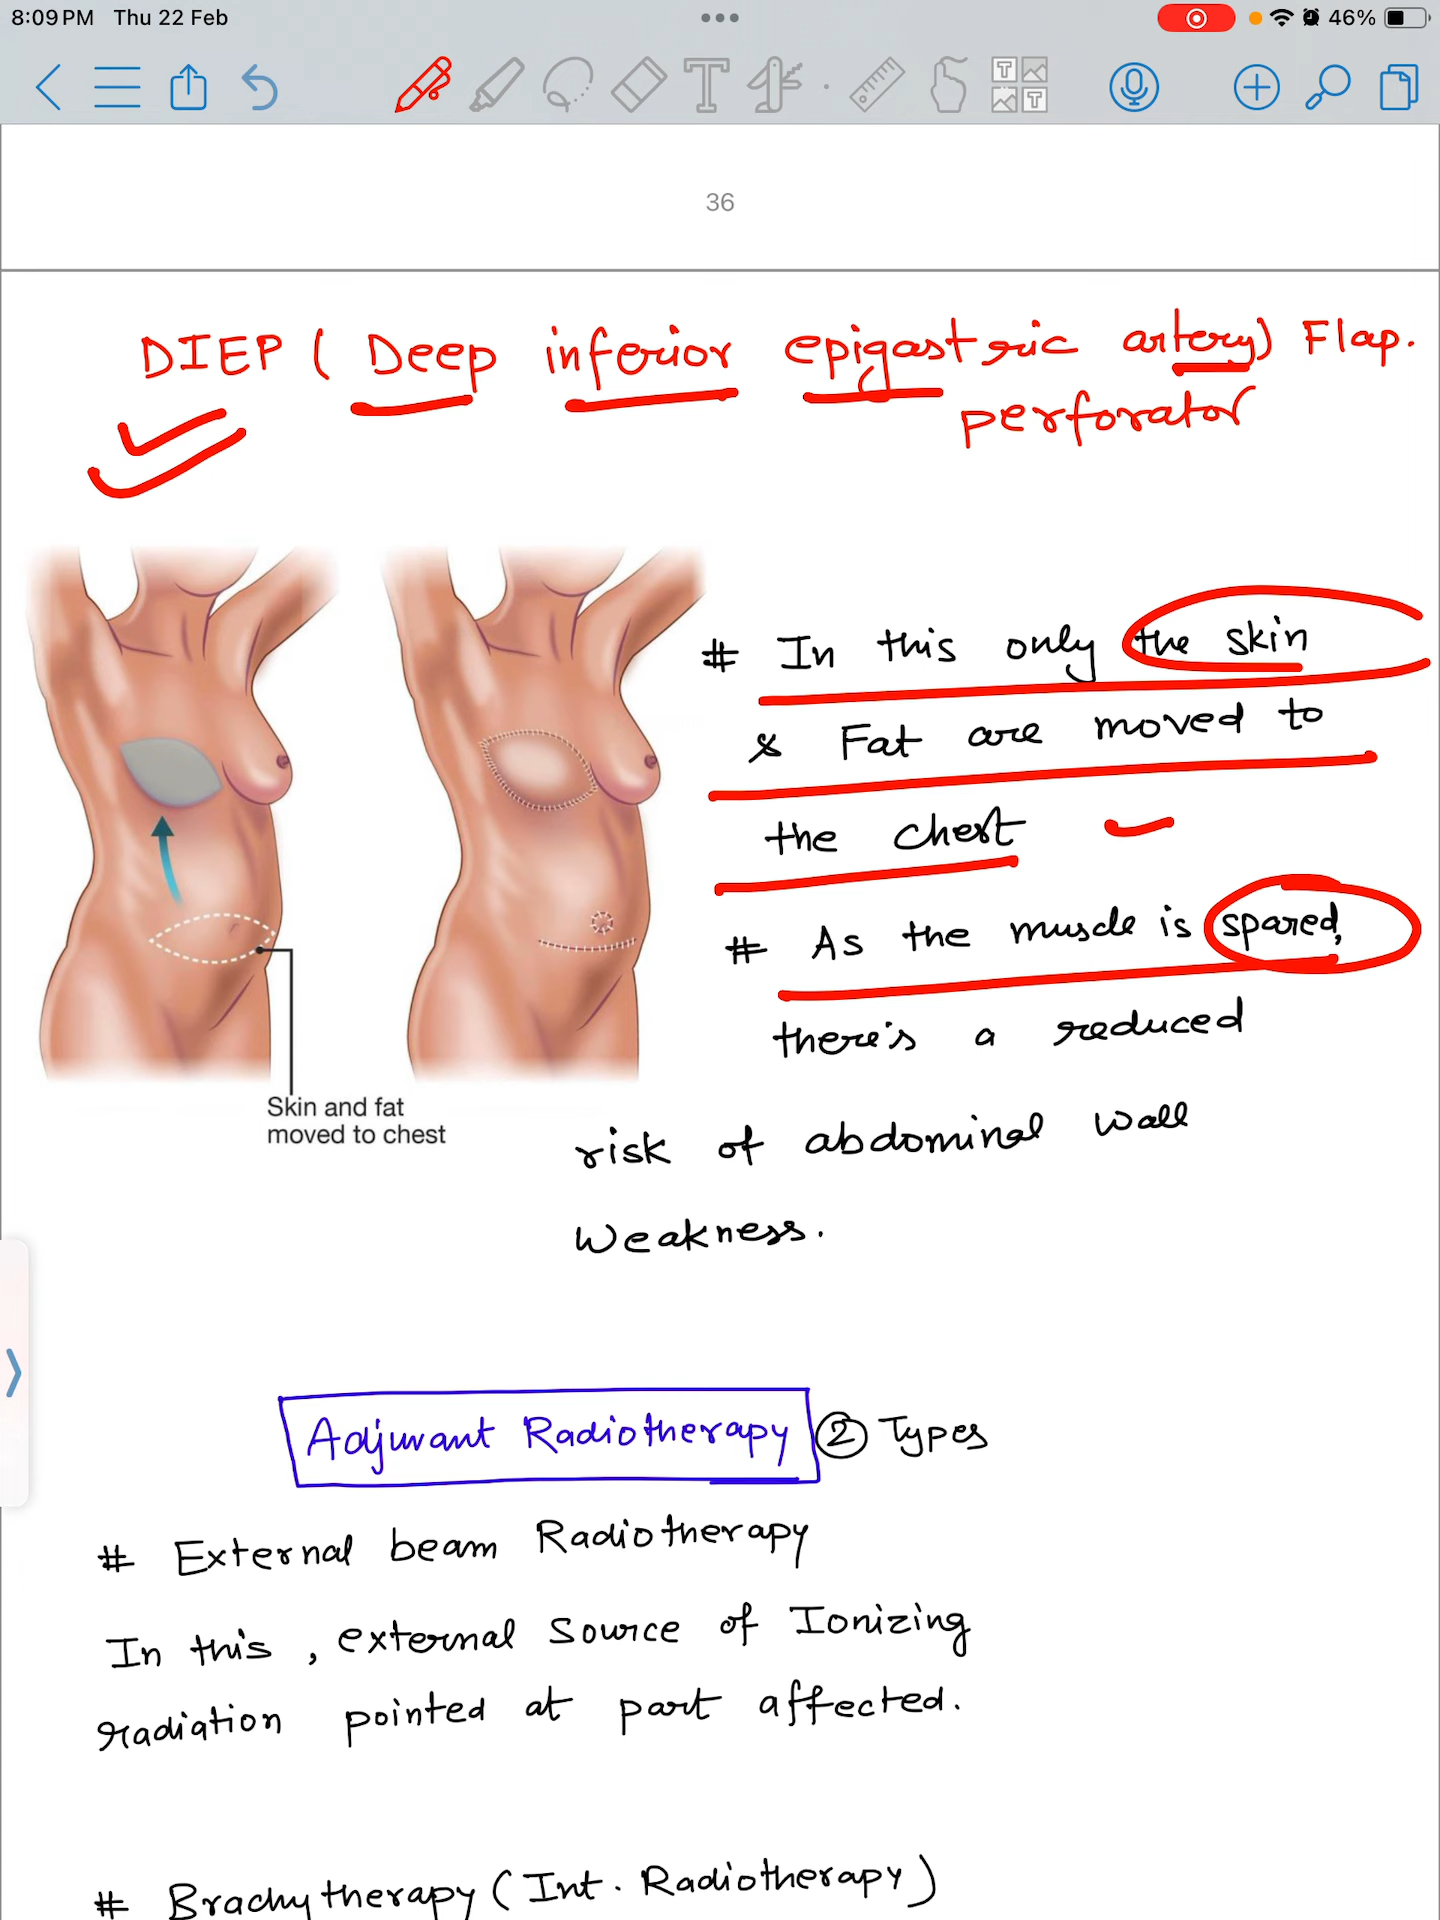 8:09 PM Thu 22 Feb
46%
36
DIEP ( Deep inferior epigastric artery) Flap.
perforator
# In this only the skin
& Fat are moved to
the chest
# As the muscle is spared,
there's a reduced
Skin and fat
moved to chest
risk of abdominal wall
weakness.
Adjuvant Radiotherapy ② Types
# External beam Radiotherapy
In this, external source of Ionizing
radiation pointed at part affected.
# Brachytherapy (Int. Radiotherapy)